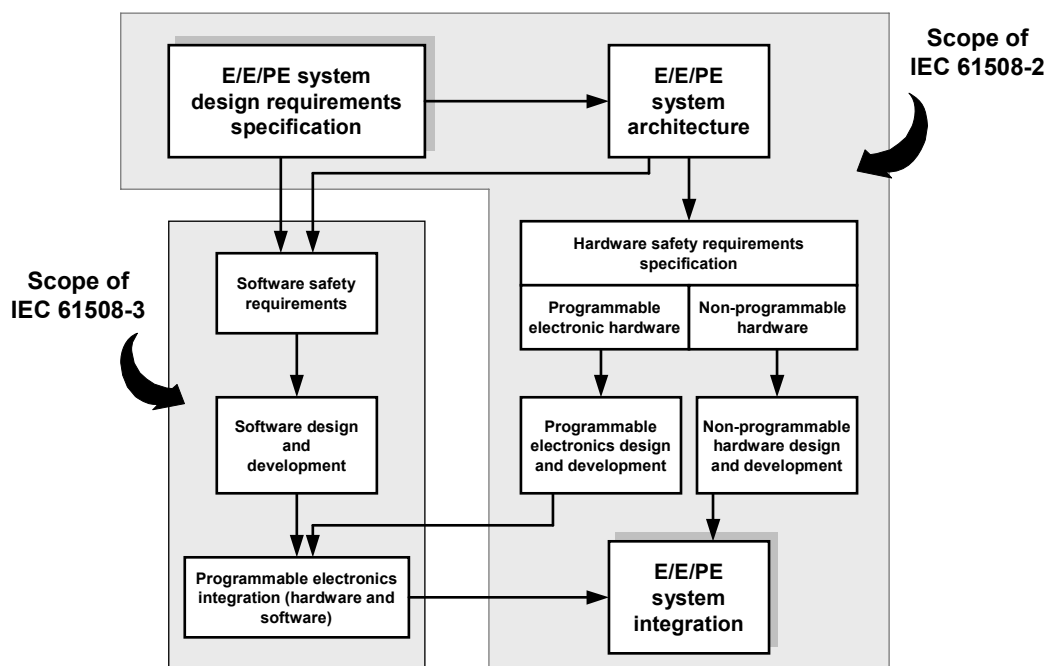 Scope of
IEC 61508-2
E/E/PE system
design requirements
specification
E/E/PE
system
architecture
Scope of
IEC 61508-3
Software safety
requirements
Hardware safety requirements
specification
Programmable
electronic hardware
Non-programmable
hardware
Software design
and
development
Programmable
electronics design
and development
Non-programmable
hardware design
and development
Programmable electronics
integration (hardware and
software)
E/E/PE
system
integration